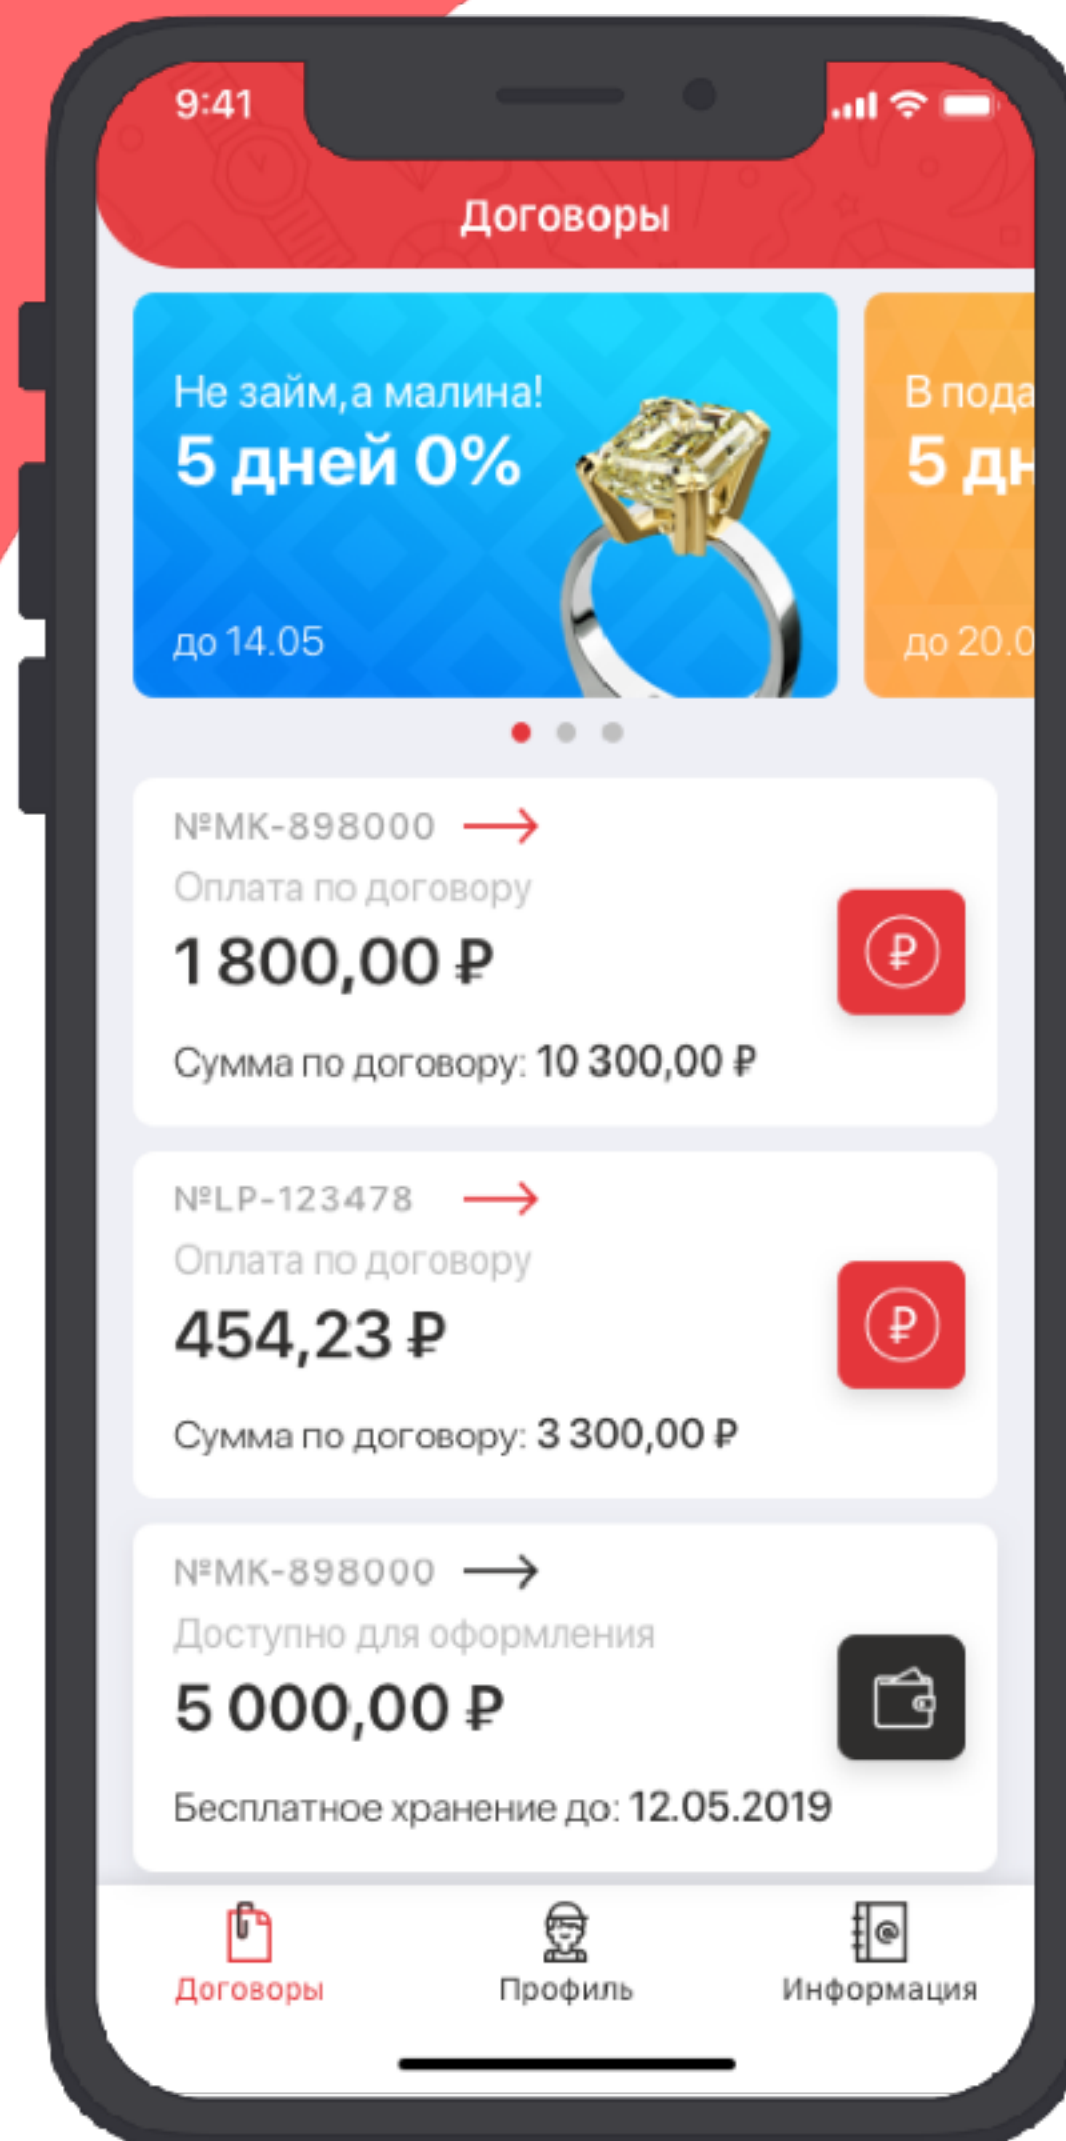 9:41
Договоры
Не займ,а малина!
5 дней 0%
до 14.05
В пода
5 дн
до 20.0
№MK-898000
Оплата по договору
1 800,00 ₽
Сумма по договору: 10 300,00 ₽
№LP-123478
Оплата по договору
454,23 ₽
Сумма по договору: 3 300,00 ₽
№MK-898000
Доступно для оформления
5 000,00 ₽
Бесплатное хранение до: 12.05.2019
Договоры
Профиль
Информация